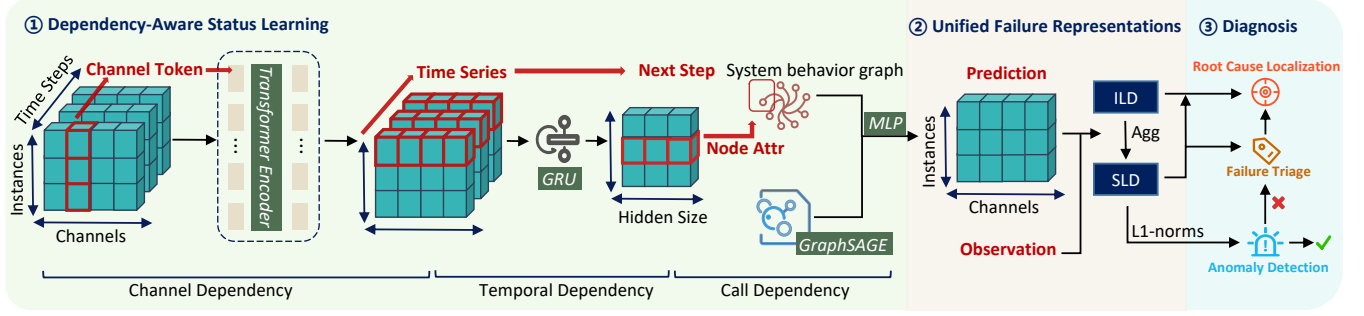 ① Dependency-Aware Status Learning
Time Steps
Channel Token
Instances
Channels
...
...
Transformer Encoder
Time Series
GRU
Next Step
Hidden Size
Node Attr
System behavior graph
GraphSAGE
MLP
Channel Dependency
Temporal Dependency
Call Dependency
② Unified Failure Representations
Prediction
Instances
Channels
Observation
ILD
Agg
SLD
L1-norms
③ Diagnosis
Root Cause Localization
Failure Triage
Anomaly Detection